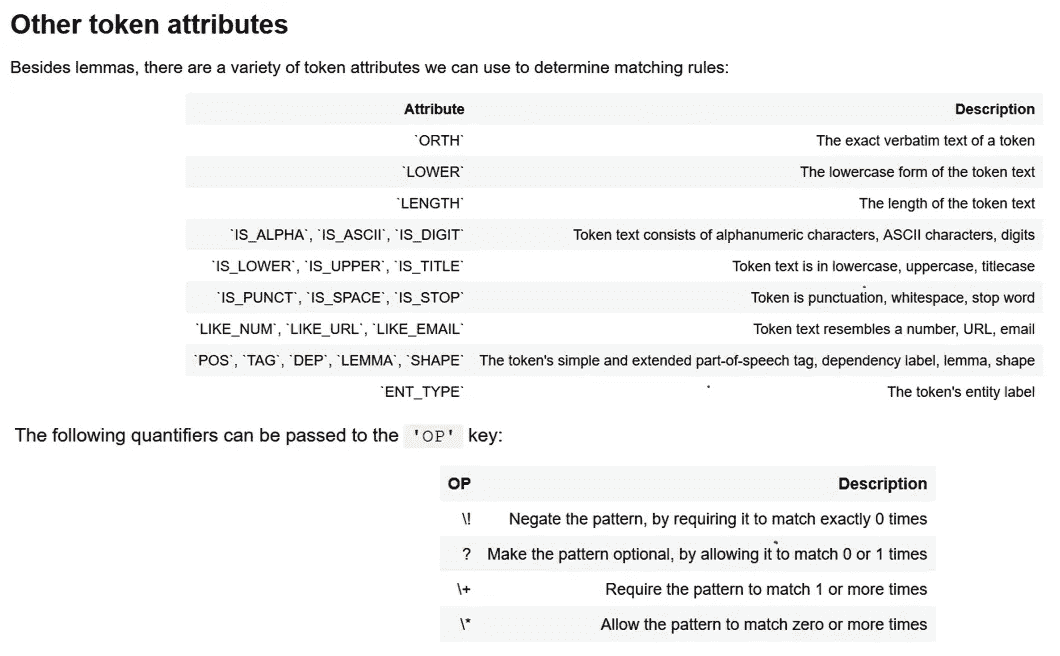 Other token attributes
Besides lemmas, there are a variety of token attributes we can use to determine matching rules:
Attribute Description
`ORTH` The exact verbatim text of a token
`LOWER` The lowercase form of the token text
`LENGTH` The length of the token text
`IS_ALPHA`, `IS_ASCII`, `IS_DIGIT` Token text consists of alphanumeric characters, ASCII characters, digits
`IS_LOWER`, `IS_UPPER`, `IS_TITLE` Token text is in lowercase, uppercase, titlecase
`IS_PUNCT`, `IS_SPACE`, `IS_STOP` Token is punctuation, whitespace, stop word
`LIKE_NUM`, `LIKE_URL`, `LIKE_EMAIL` Token text resembles a number, URL, email
`POS`, `TAG`, `DEP`, `LEMMA`, `SHAPE` The token's simple and extended part-of-speech tag, dependency label, lemma, shape
`ENT_TYPE` The token's entity label
The following quantifiers can be passed to the 'OP' key:
OP Description
\! Negate the pattern, by requiring it to match exactly 0 times
? Make the pattern optional, by allowing it to match 0 or 1 times
\+ Require the pattern to match 1 or more times
\* Allow the pattern to match zero or more times